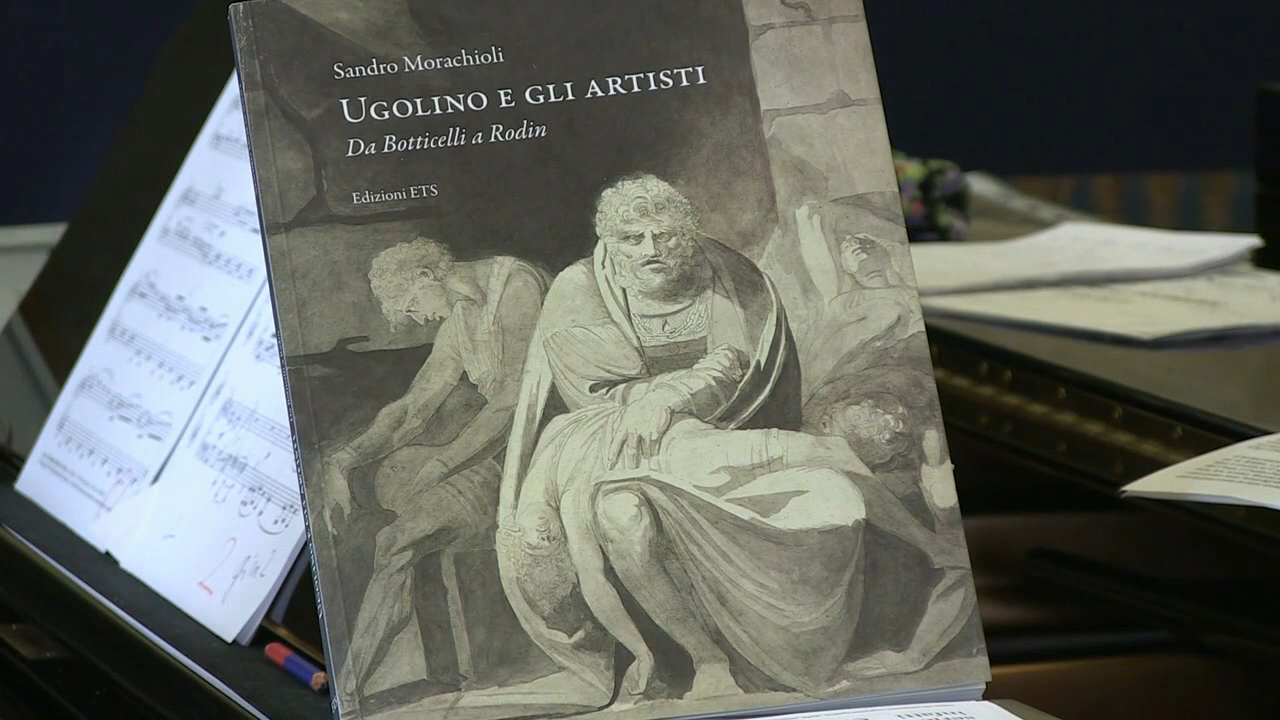 Sandro Morachioli
UGOLINO E GLI ARTISTI
Da Botticelli a Rodin
Edizioni ETS